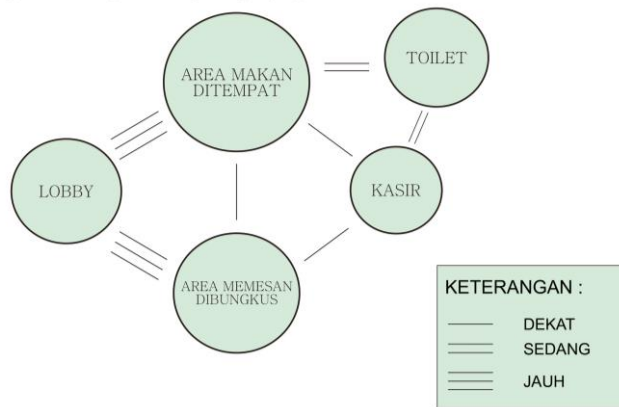 AREA MAKAN
DITEMPAT
TOILET
LOBBY
KASIR
AREA MEMESAN
DIBUNGKUS
KETERANGAN :
DEKAT
SEDANG
JAUH